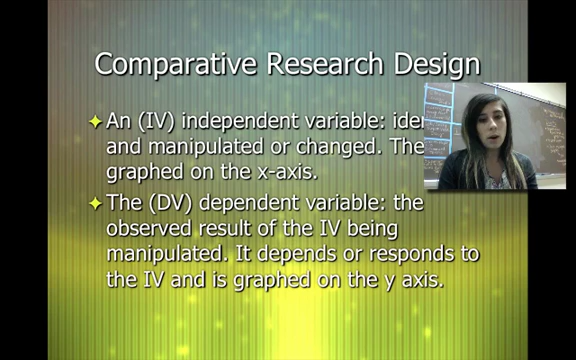 Comparative Research Design
An (IV) independent variable:
and manipulated or changed. The
graphed on the x-axis.
The (DV) dependent variable: the
observed result of the IV being
manipulated. It depends or responds to
the IV and is graphed on the y axis.